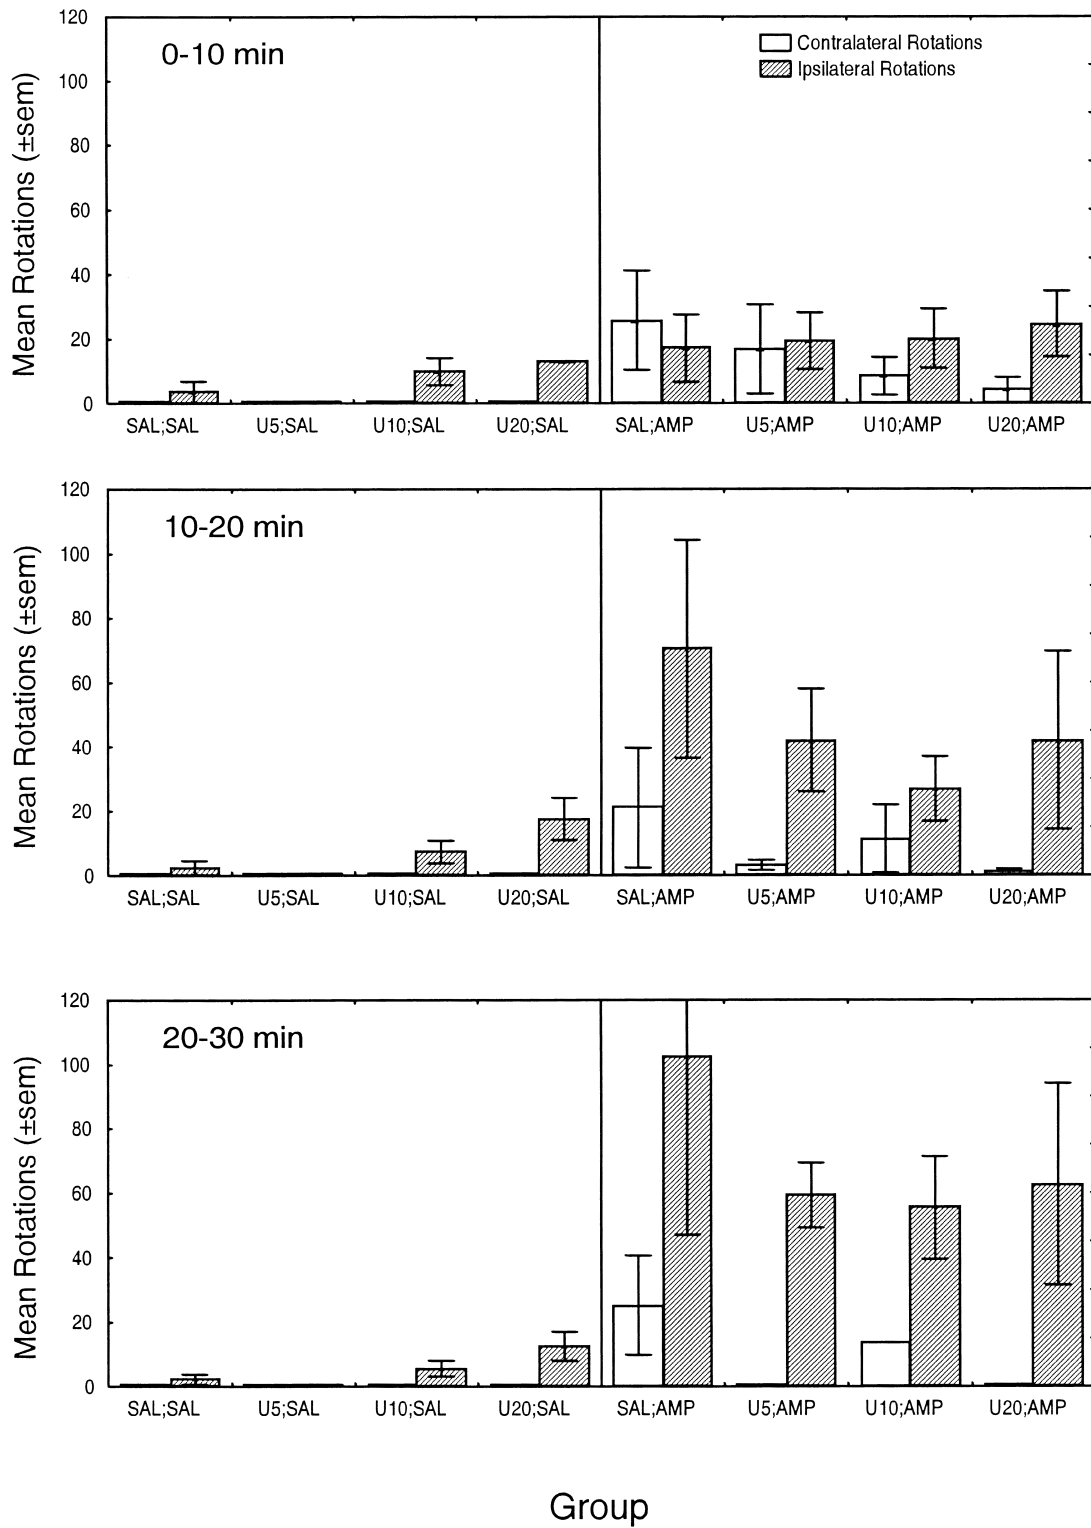 120
0-10 min
Contralateral Rotations
Ipsilateral Rotations
100
80
60
40
20
0
Mean Rotations (±sem)
SAL;SAL U5;SAL U10;SAL U20;SAL SAL;AMP U5;AMP U10;AMP U20;AMP
120
10-20 min
100
80
60
40
20
0
Mean Rotations (±sem)
SAL;SAL U5;SAL U10;SAL U20;SAL SAL;AMP U5;AMP U10;AMP U20;AMP
120
20-30 min
100
80
60
40
20
0
Mean Rotations (±sem)
SAL;SAL U5;SAL U10;SAL U20;SAL SAL;AMP U5;AMP U10;AMP U20;AMP
Group